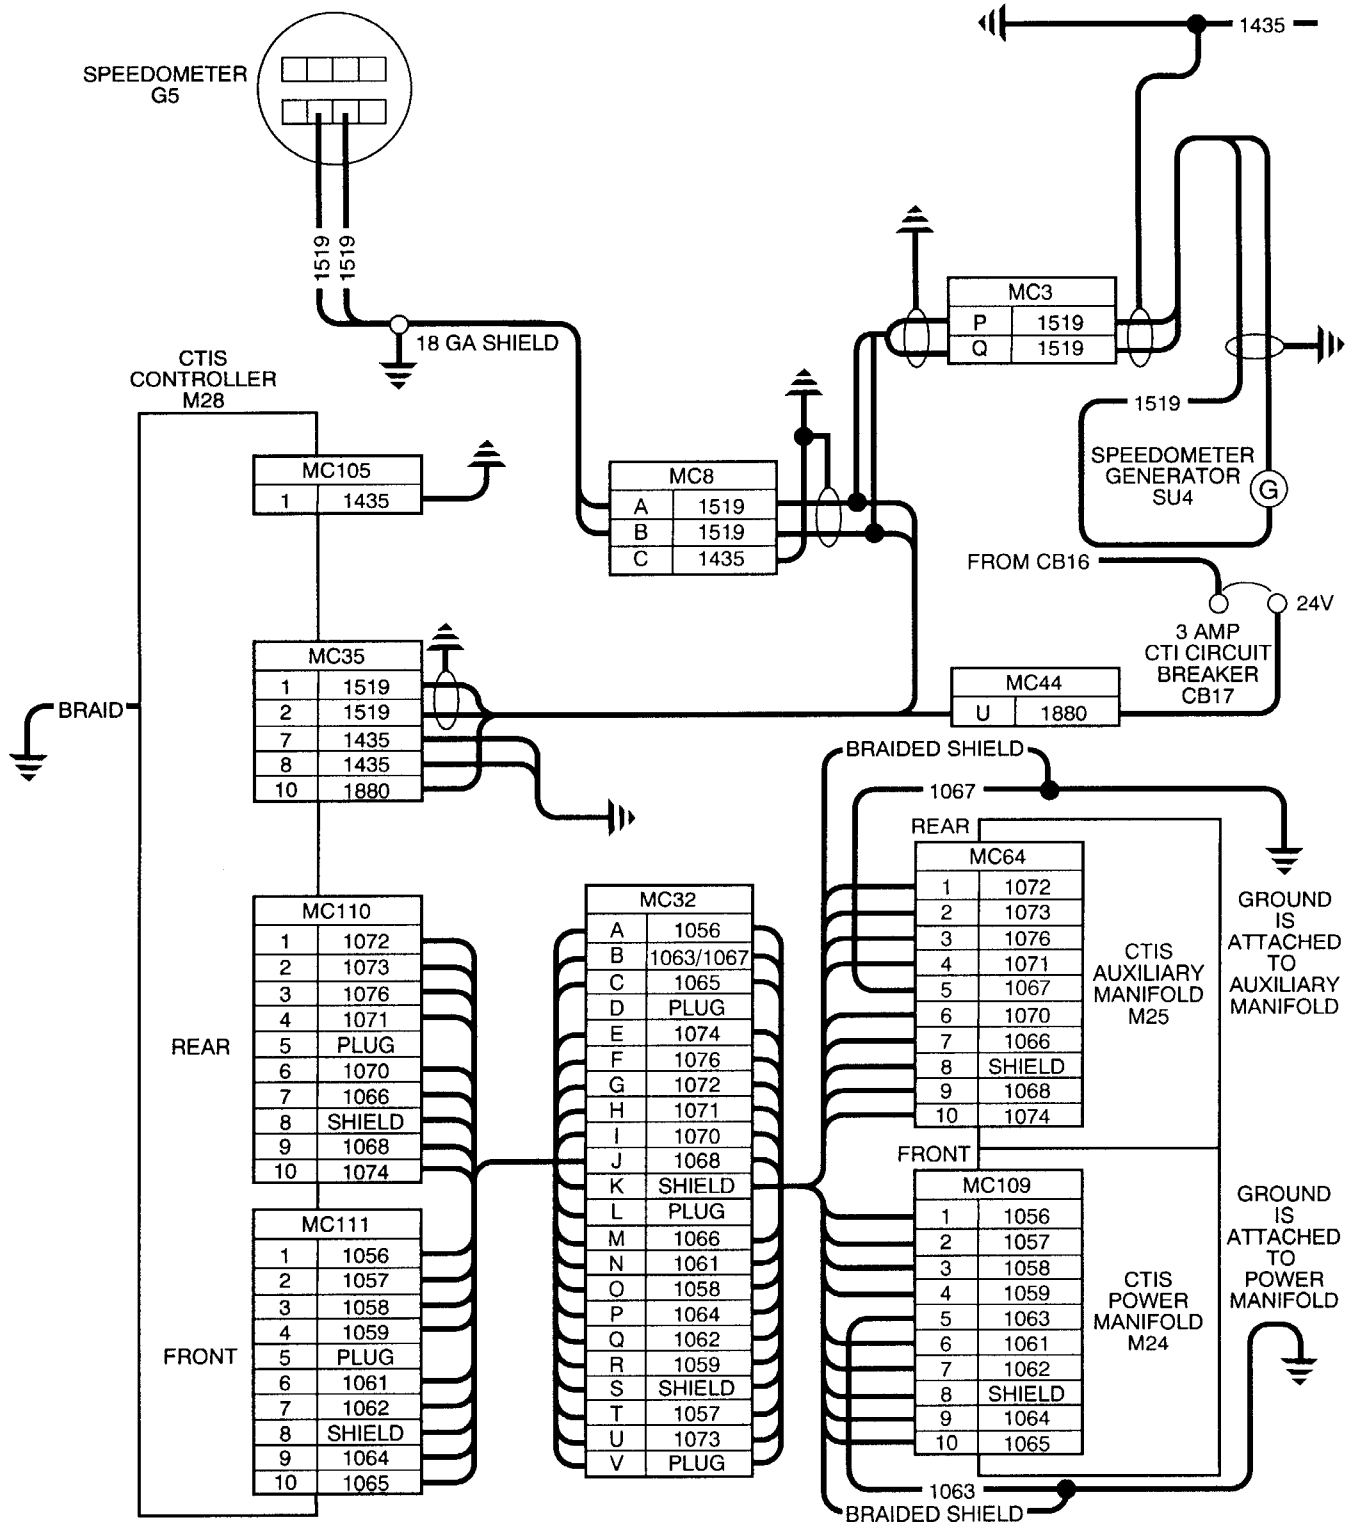 1435
SPEEDOMETER
G5
1519
1519
18 GA SHIELD
MC3
P 1519
Q 1519
1519
SPEEDOMETER
GENERATOR
SU4
G
CTIS
CONTROLLER
M28
MC105
1 1435
MC8
A 1519
B 1519
C 1435
FROM CB16
24V
3 AMP
CTI CIRCUIT
BREAKER
CB17
MC35
1 1519
2 1519
7 1435
8 1435
10 1880
BRAID
MC44
U 1880
BRAIDED SHIELD
1067
REAR
MC64
1 1072
2 1073
3 1076
4 1071
5 1067
6 1070
7 1066
8 SHIELD
9 1068
10 1074
CTIS
AUXILIARY
MANIFOLD
M25
GROUND
IS
ATTACHED
TO
AUXILIARY
MANIFOLD
MC110
1 1072
2 1073
3 1076
4 1071
5 PLUG
6 1070
7 1066
8 SHIELD
9 1068
10 1074
REAR
MC32
A 1056
B 1063/1067
C 1065
D PLUG
E 1074
F 1076
G 1072
H 1071
I 1070
J 1068
K SHIELD
L PLUG
M 1066
N 1061
O 1058
P 1064
Q 1062
R 1059
S SHIELD
T 1057
U 1073
V PLUG
MC111
1 1056
2 1057
3 1058
4 1059
5 PLUG
6 1061
7 1062
8 SHIELD
9 1064
10 1065
FRONT
FRONT
MC109
1 1056
2 1057
3 1058
4 1059
5 1063
6 1061
7 1062
8 SHIELD
9 1064
10 1065
CTIS
POWER
MANIFOLD
M24
GROUND
IS
ATTACHED
TO
POWER
MANIFOLD
1063
BRAIDED SHIELD